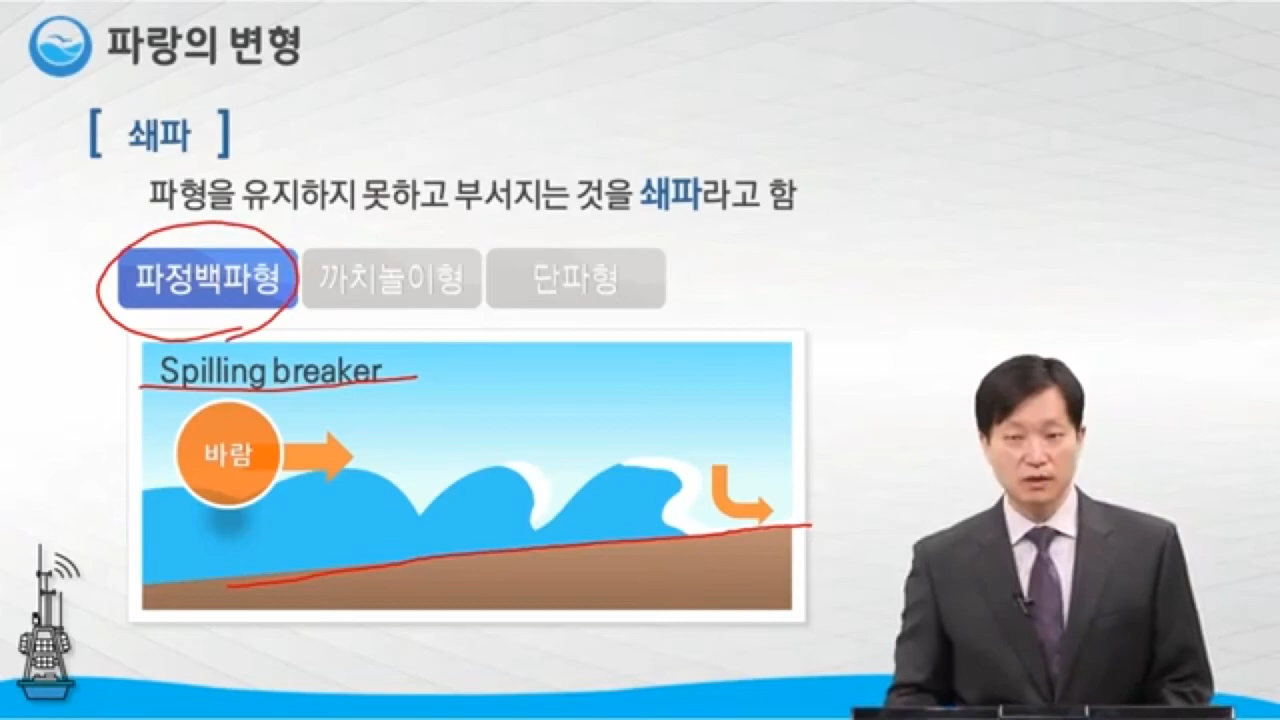 파랑의 변형
[ 쇄파 ]
파형을 유지하지 못하고 부서지는 것을 쇄파라고 함
파정백파형 까치놀이형 단파형
Spilling breaker
바람